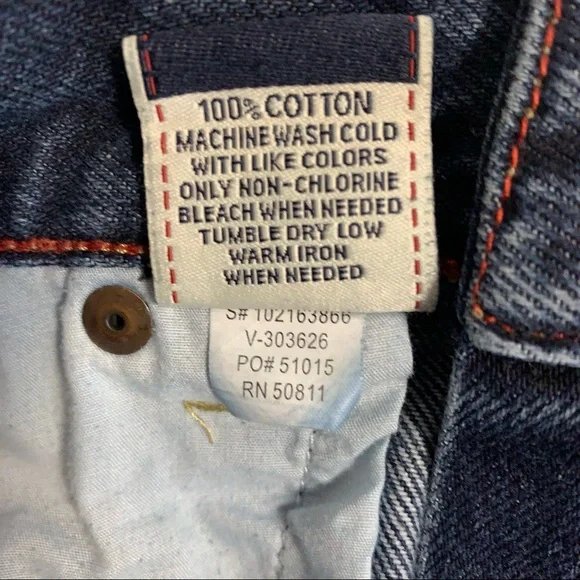 100% COTTON
MACHINE WASH COLD
WITH LIKE COLORS
ONLY NON-CHLORINE
BLEACH WHEN NEEDED
TUMBLE DRY LOW
WARM IRON
WHEN NEEDED
S# 102163866
V-303626
PO# 51015
RN 50811